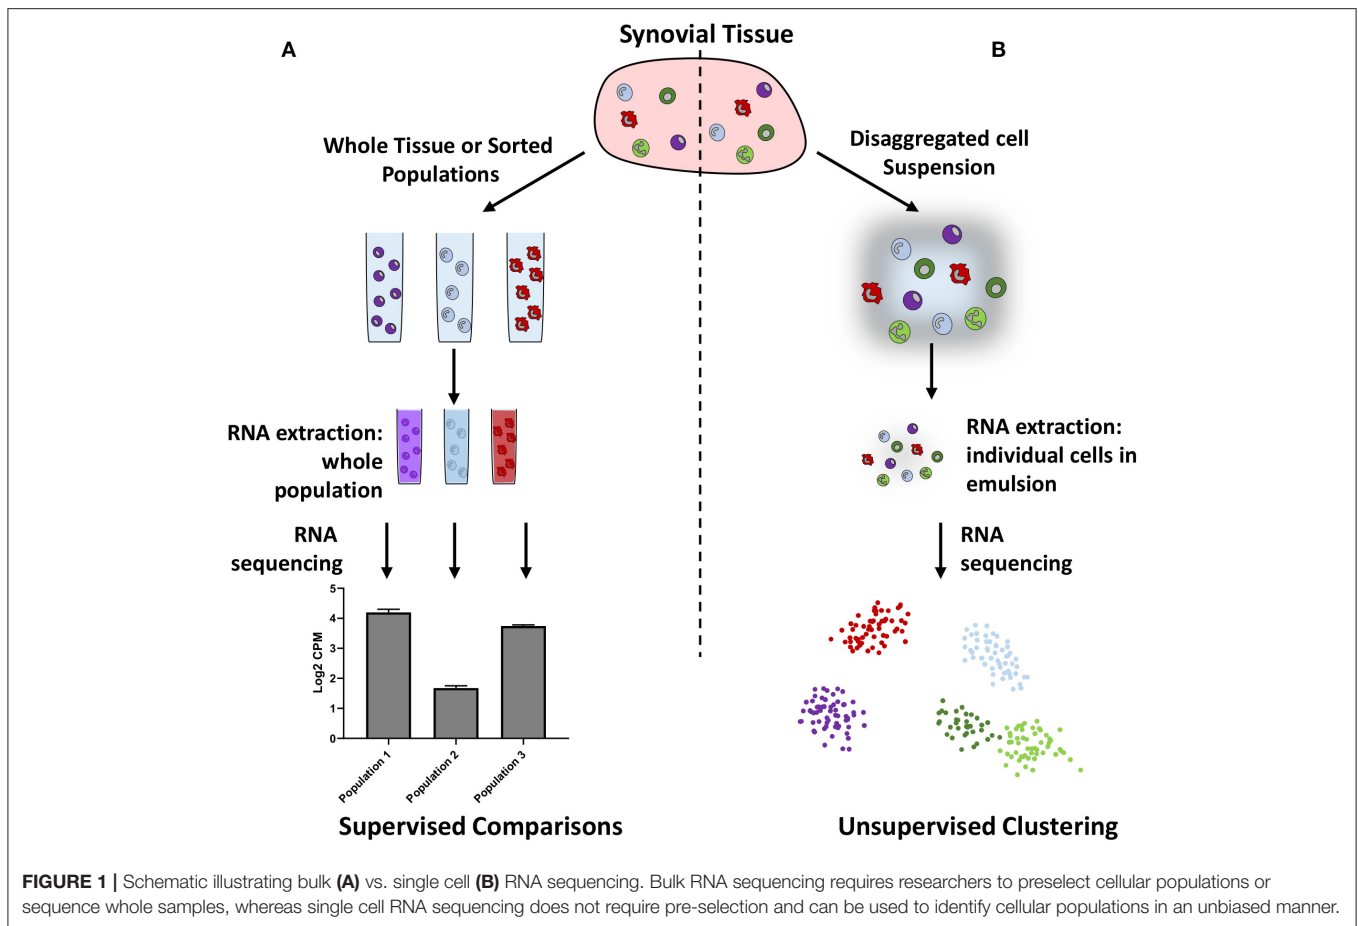 Synovial Tissue
A
B
Whole Tissue or Sorted
Populations
Disaggregated cell
Suspension
RNA extraction:
whole
population
RNA extraction:
individual cells in
emulsion
RNA
sequencing
RNA
sequencing
5
4
3
2
1
0
Log2 CPM
Population 1
Population 2
Population 3
Supervised Comparisons
Unsupervised Clustering
FIGURE 1 | Schematic illustrating bulk (A) vs. single cell (B) RNA sequencing. Bulk RNA sequencing requires researchers to preselect cellular populations or
sequence whole samples, whereas single cell RNA sequencing does not require pre-selection and can be used to identify cellular populations in an unbiased manner.